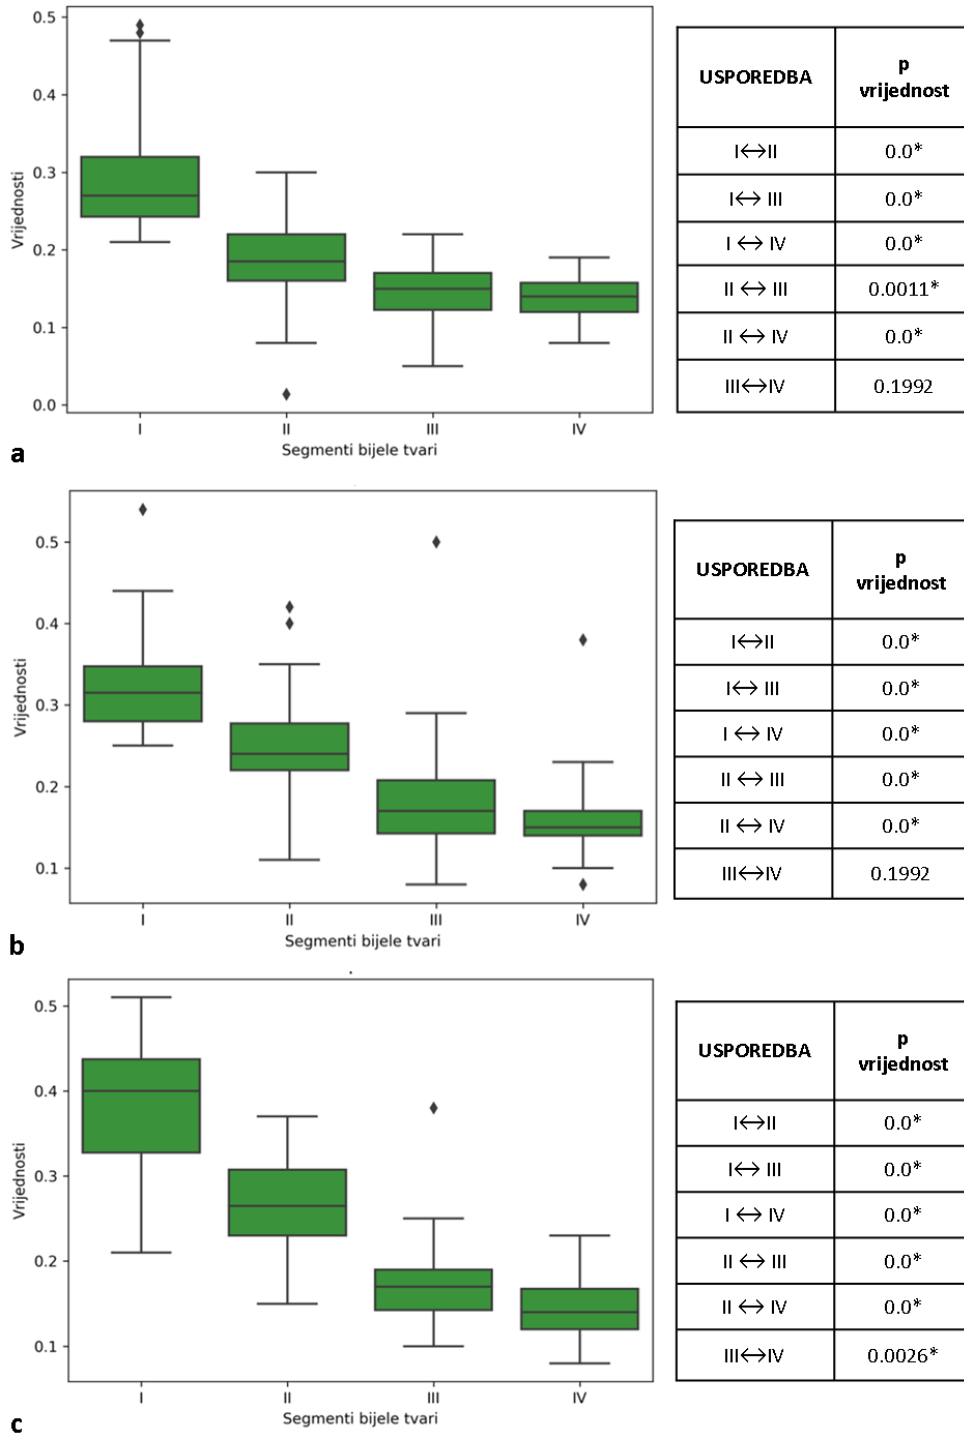 0.5
0.4
0.3
0.2
0.1
0.0
Vrijednosti
I II III IV
Segmenti bijele tvari
a
USPOREDBA p vrijednost
I↔II 0.0*
I↔ III 0.0*
I ↔ IV 0.0*
II ↔ III 0.0011*
II ↔ IV 0.0*
III↔IV 0.1992
0.5
0.4
0.3
0.2
0.1
Vrijednosti
I II III IV
Segmenti bijele tvari
b
USPOREDBA p vrijednost
I↔II 0.0*
I↔ III 0.0*
I ↔ IV 0.0*
II ↔ III 0.0*
II ↔ IV 0.0*
III↔IV 0.1992
0.5
0.4
0.3
0.2
0.1
Vrijednosti
I II III IV
Segmenti bijele tvari
c
USPOREDBA p vrijednost
I↔II 0.0*
I↔ III 0.0*
I ↔ IV 0.0*
II ↔ III 0.0*
II ↔ IV 0.0*
III↔IV 0.0026*